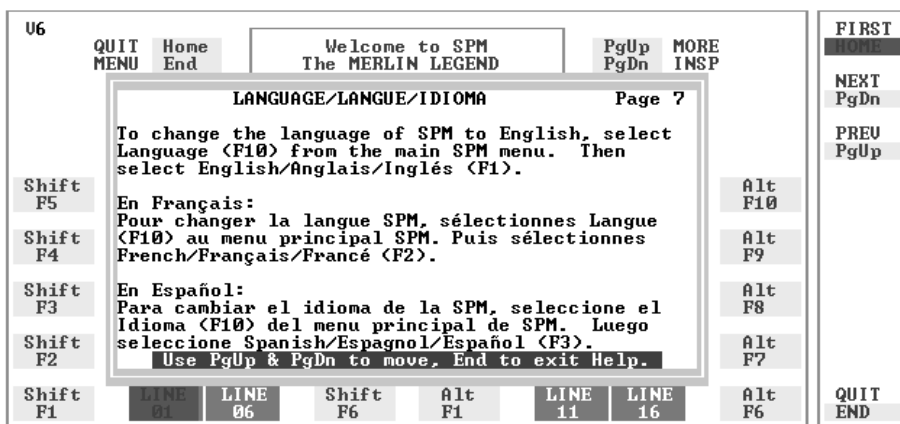 V6
QUIT Home Welcome to SPM PgUp MORE
MENU End The MERLIN LEGEND PgDn INSP
LANGUAGE/LANGUE/IDIOMA Page 7
To change the language of SPM to English, select
Language (F10) from the main SPM menu. Then
select English/Anglais/Inglés (F1).
En Français:
Pour changer la langue SPM, sélectionnes Langue
(F10) au menu principal SPM. Puis sélectionnes
French/Français/Francé (F2).
En Español:
Para cambiar el idioma de la SPM, seleccione el
Idioma (F10) del menu principal de SPM. Luego
seleccione Spanish/Espagnol/Español (F3).
Use PgUp & PgDn to move, End to exit Help.
Shift
F5
Shift
F4
Shift
F3
Shift
F2
Alt
F10
Alt
F9
Alt
F8
Alt
F7
Shift LINE LINE Shift Alt LINE LINE Alt
F1 01 06 F6 F1 11 16 F6
FIRST
HOME
NEXT
PgDn
PREV
PgUp
QUIT
END